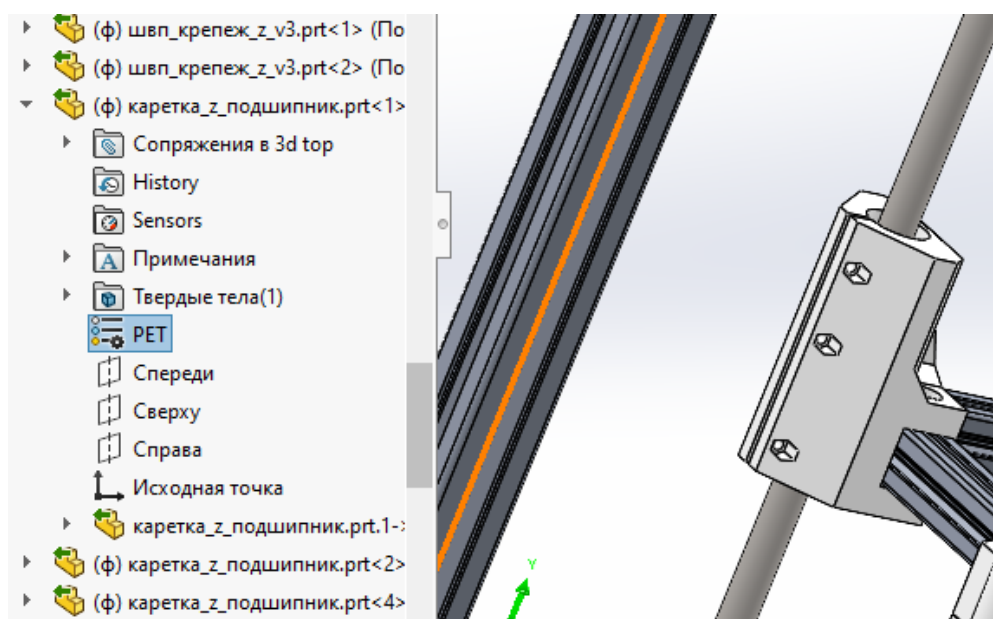 (ф) швп_крепеж_z_v3.prt<1> (По
(ф) швп_крепеж_z_v3.prt<2> (По
(ф) каретка_z_подшипник.prt<1>
Сопряжения в 3d top
History
Sensors
A Примечания
Твердые тела(1)
PET
Спереди
Сверху
Справа
Исходная точка
каретка_z_подшипник.prt.1->
(ф) каретка_z_подшипник.prt<2>
(ф) каретка_z_подшипник.prt<4>
Y